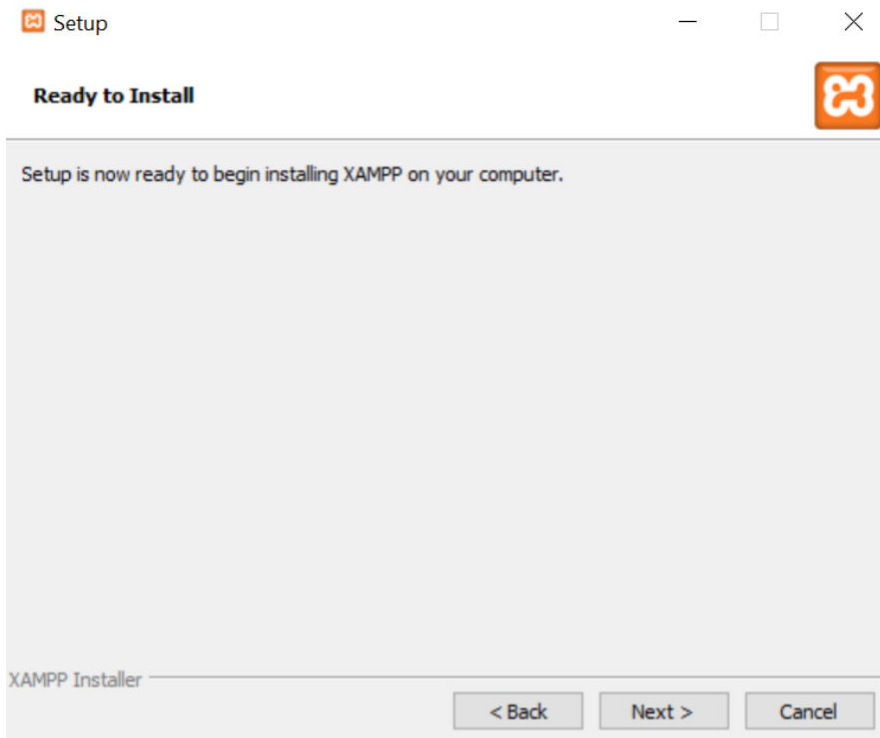 Setup
Ready to Install
Setup is now ready to begin installing XAMPP on your computer.
XAMPP Installer
< Back Next > Cancel